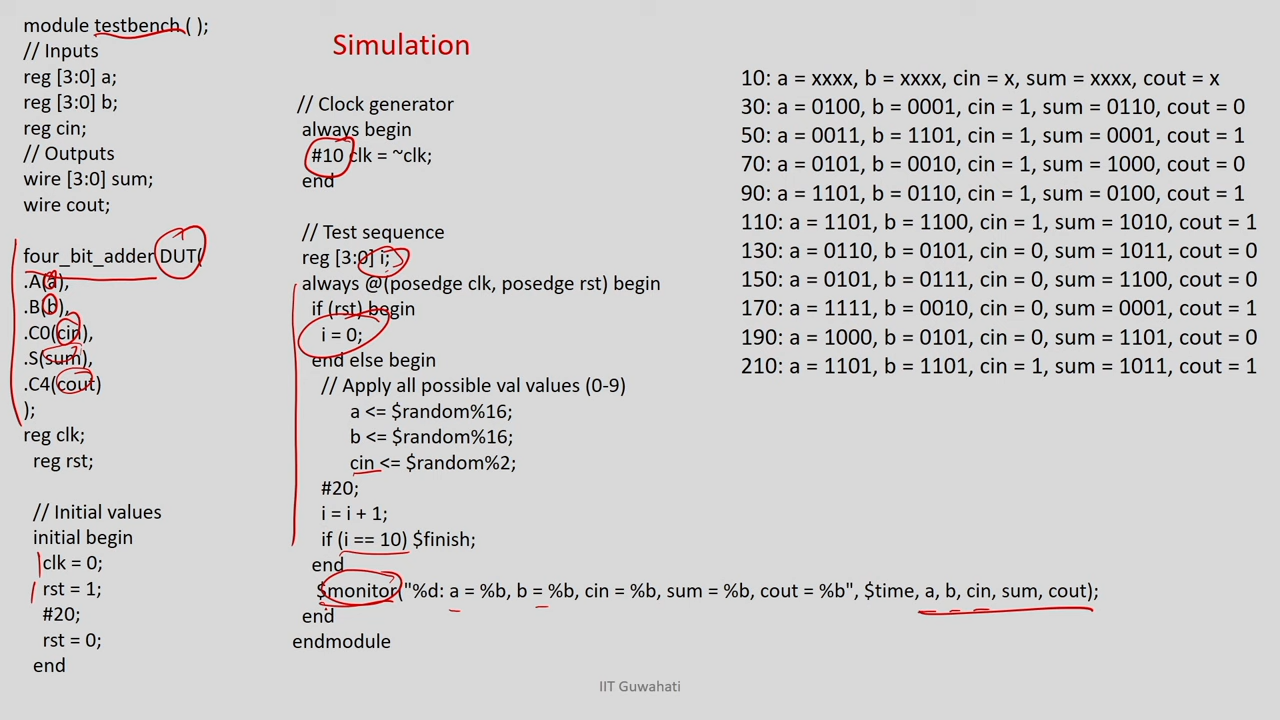 module testbench ( );
// Inputs
reg [3:0] a;
reg [3:0] b;
reg cin;
// Outputs
wire [3:0] sum;
wire cout;
four_bit_adder DUT(
.A(a),
.B(b),
.C0(cin),
.S(sum),
.C4(cout)
);
reg clk;
reg rst;
// Initial values
initial begin
clk = 0;
rst = 1;
#20;
rst = 0;
end
Simulation
// Clock generator
always begin
#10 clk = ~clk;
end
// Test sequence
reg [3:0] i;
always @(posedge clk, posedge rst) begin
if (rst) begin
i = 0;
end else begin
// Apply all possible val values (0-9)
a <= $random%16;
b <= $random%16;
cin <= $random%2;
#20;
i = i + 1;
if (i == 10) $finish;
end
$monitor("%d: a = %b, b = %b, cin = %b, sum = %b, cout = %b", $time, a, b, cin, sum, cout);
end
endmodule
10: a = xxxx, b = xxxx, cin = x, sum = xxxx, cout = x
30: a = 0100, b = 0001, cin = 1, sum = 0110, cout = 0
50: a = 0011, b = 1101, cin = 1, sum = 0001, cout = 1
70: a = 0101, b = 0010, cin = 1, sum = 1000, cout = 0
90: a = 1101, b = 0110, cin = 1, sum = 0100, cout = 1
110: a = 1101, b = 1100, cin = 1, sum = 1010, cout = 1
130: a = 0110, b = 0101, cin = 0, sum = 1011, cout = 0
150: a = 0101, b = 0111, cin = 0, sum = 1100, cout = 0
170: a = 1111, b = 0010, cin = 0, sum = 0001, cout = 1
190: a = 1000, b = 0101, cin = 0, sum = 1101, cout = 0
210: a = 1101, b = 1101, cin = 1, sum = 1011, cout = 1
IIT Guwahati